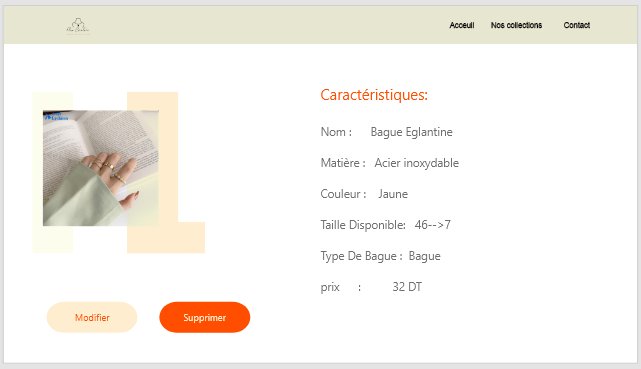 Acceuil Nos collections Contact
Caractéristiques:
Nom : Bague Eglantine
Matière : Acier inoxydable
Couleur : Jaune
Taille Disponible: 46-->7
Type De Bague : Bague
prix : 32 DT
Modifier Supprimer